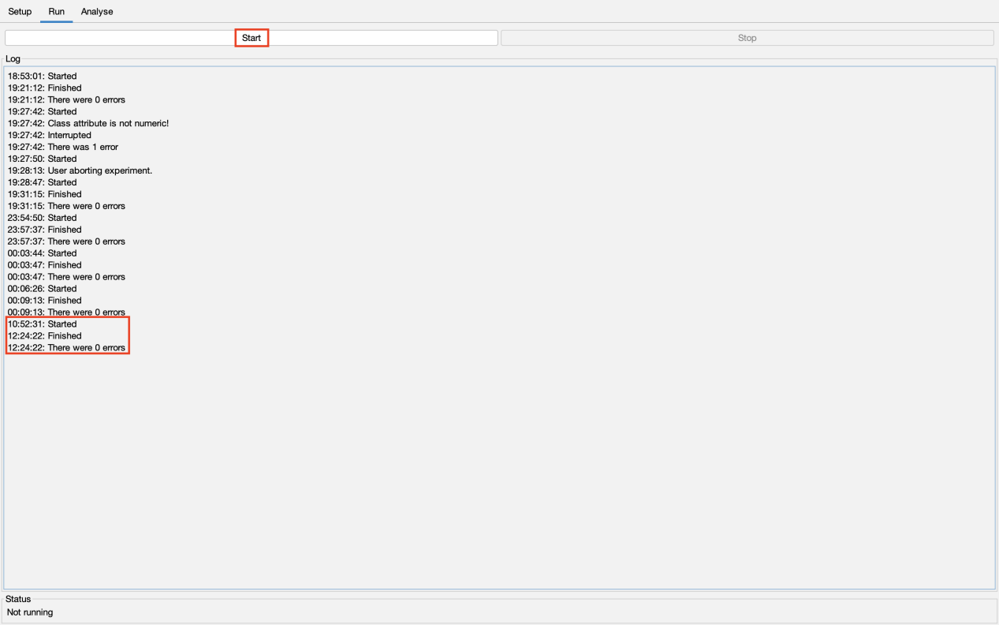 Setup Run Analyse
Start Stop
Log
18:53:01: Started
19:21:12: Finished
19:21:12: There were 0 errors
19:27:42: Started
19:27:42: Class attribute is not numeric!
19:27:42: Interrupted
19:27:42: There was 1 error
19:27:50: Started
19:28:13: User aborting experiment.
19:28:47: Started
19:31:15: Finished
19:31:15: There were 0 errors
23:54:50: Started
23:57:37: Finished
23:57:37: There were 0 errors
00:03:44: Started
00:03:47: Finished
00:03:47: There were 0 errors
00:06:26: Started
00:09:13: Finished
00:09:13: There were 0 errors
10:52:31: Started
12:24:22: Finished
12:24:22: There were 0 errors
Status
Not running